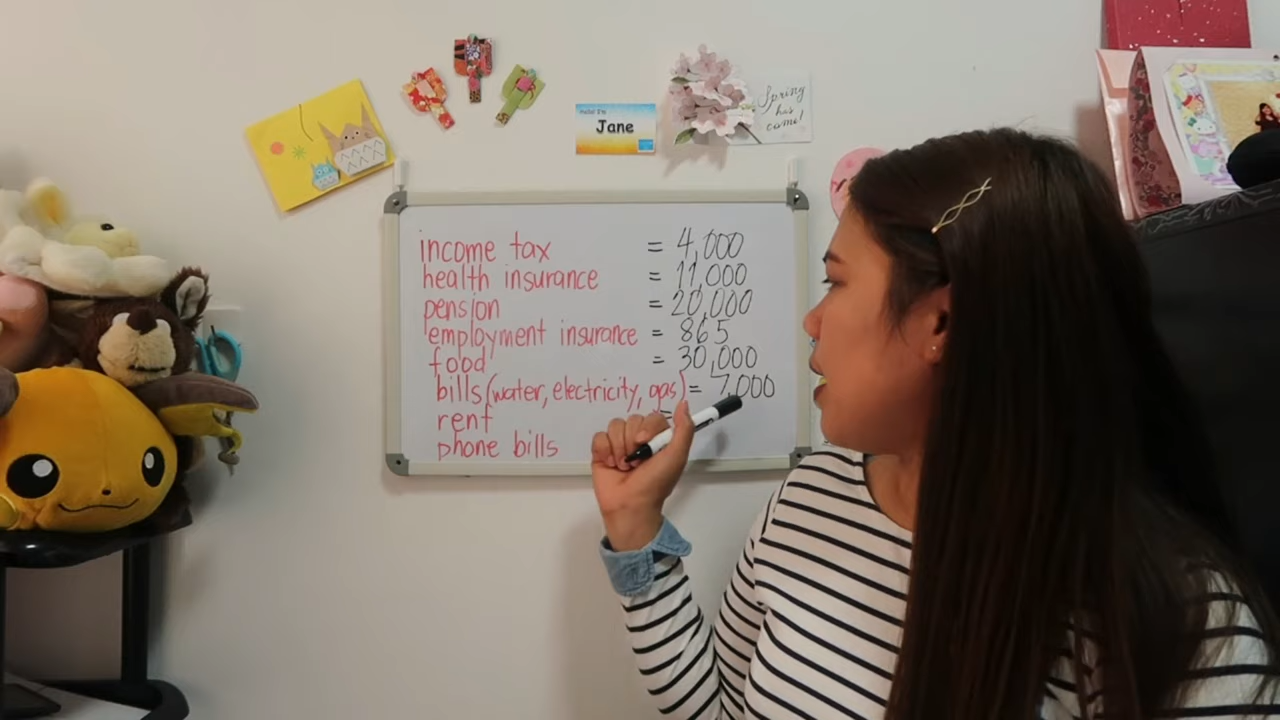 Hello! I'm
Jane
Spring
has
come!
income tax = 4,000
health insurance = 11,000
pension = 20,000
employment insurance = 865
food = 30,000
bills (water, electricity, gas) = 7,000
rent =
phone bills